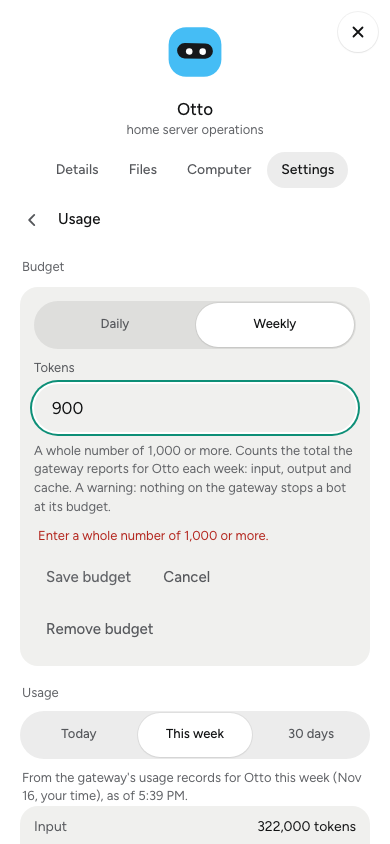 Otto
home server operations
Details Files Computer Settings
Usage
Budget
Daily Weekly
Tokens
900
A whole number of 1,000 or more. Counts the total the
gateway reports for Otto each week: input, output and
cache. A warning: nothing on the gateway stops a bot
at its budget.
Enter a whole number of 1,000 or more.
Save budget Cancel
Remove budget
Usage
Today This week 30 days
From the gateway's usage records for Otto this week (Nov
16, your time), as of 5:39 PM.
Input 322,000 tokens